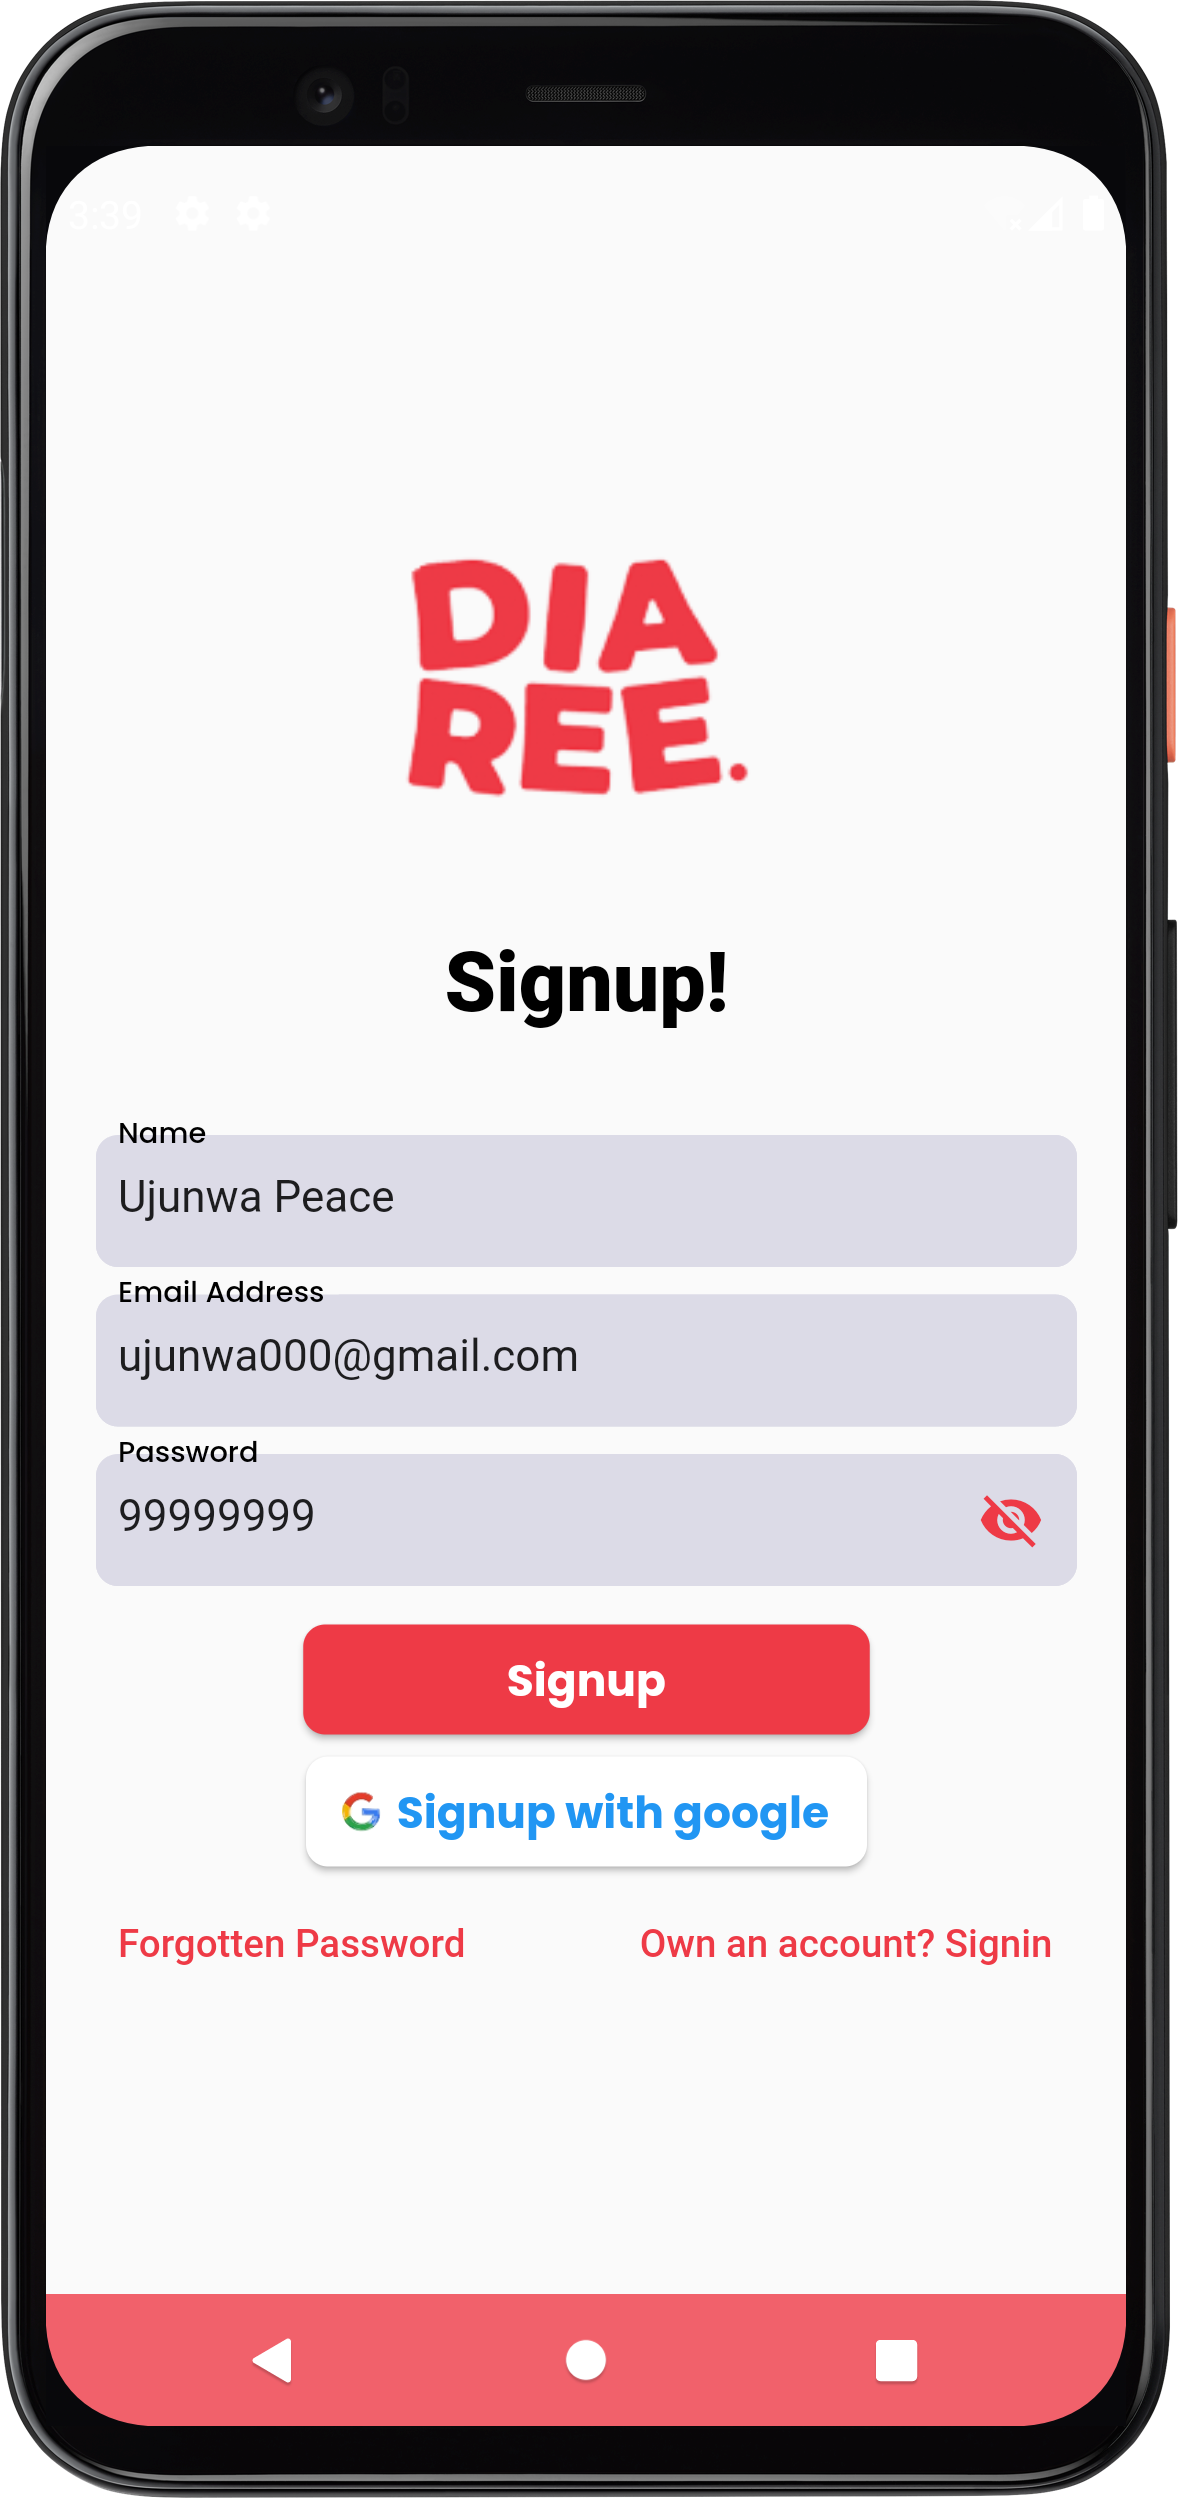 3:39
DIA
REE.
Signup!
Name
Ujunwa Peace
Email Address
ujunwa000@gmail.com
Password
99999999
Signup
Signup with google
Forgotten Password
Own an account? Signin